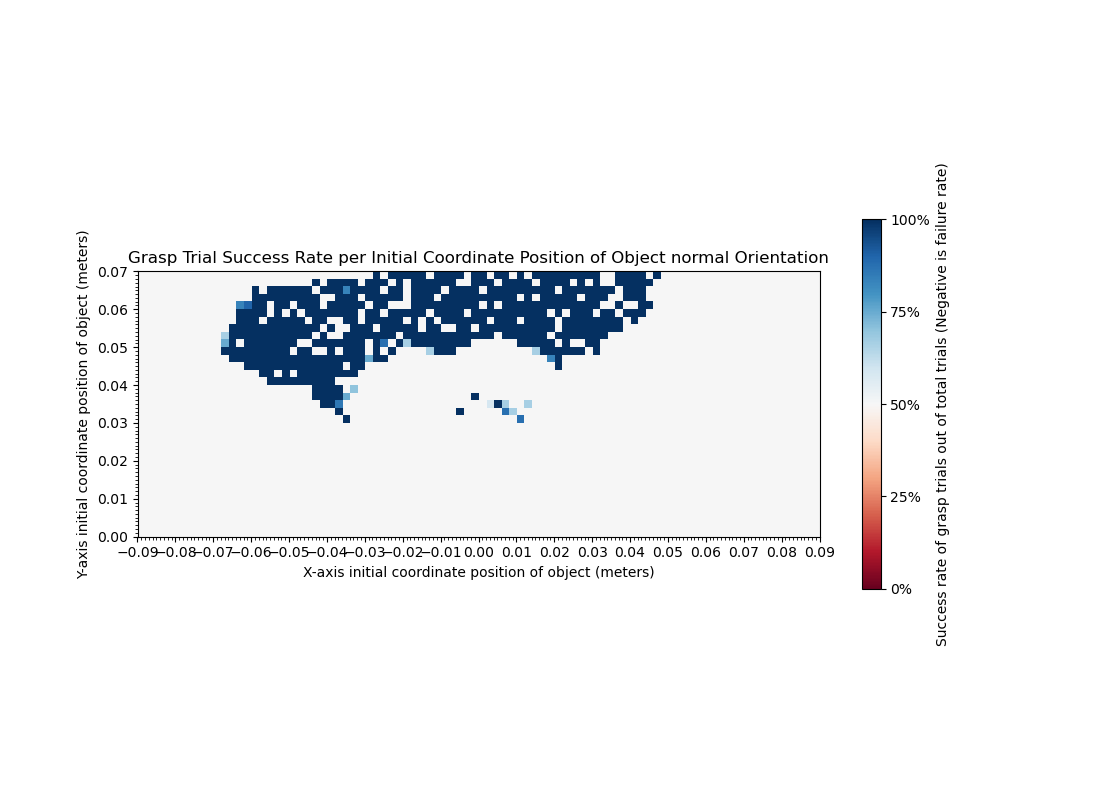 Grasp Trial Success Rate per Initial Coordinate Position of Object normal Orientation
Y-axis initial coordinate position of object (meters)
0.07
0.06
0.05
0.04
0.03
0.02
0.01
0.00
−0.09 −0.08 −0.07 −0.06 −0.05 −0.04 −0.03 −0.02 −0.01 0.00 0.01 0.02 0.03 0.04 0.05 0.06 0.07 0.08 0.09
X-axis initial coordinate position of object (meters)
100%
75%
50%
25%
0%
Success rate of grasp trials out of total trials (Negative is failure rate)